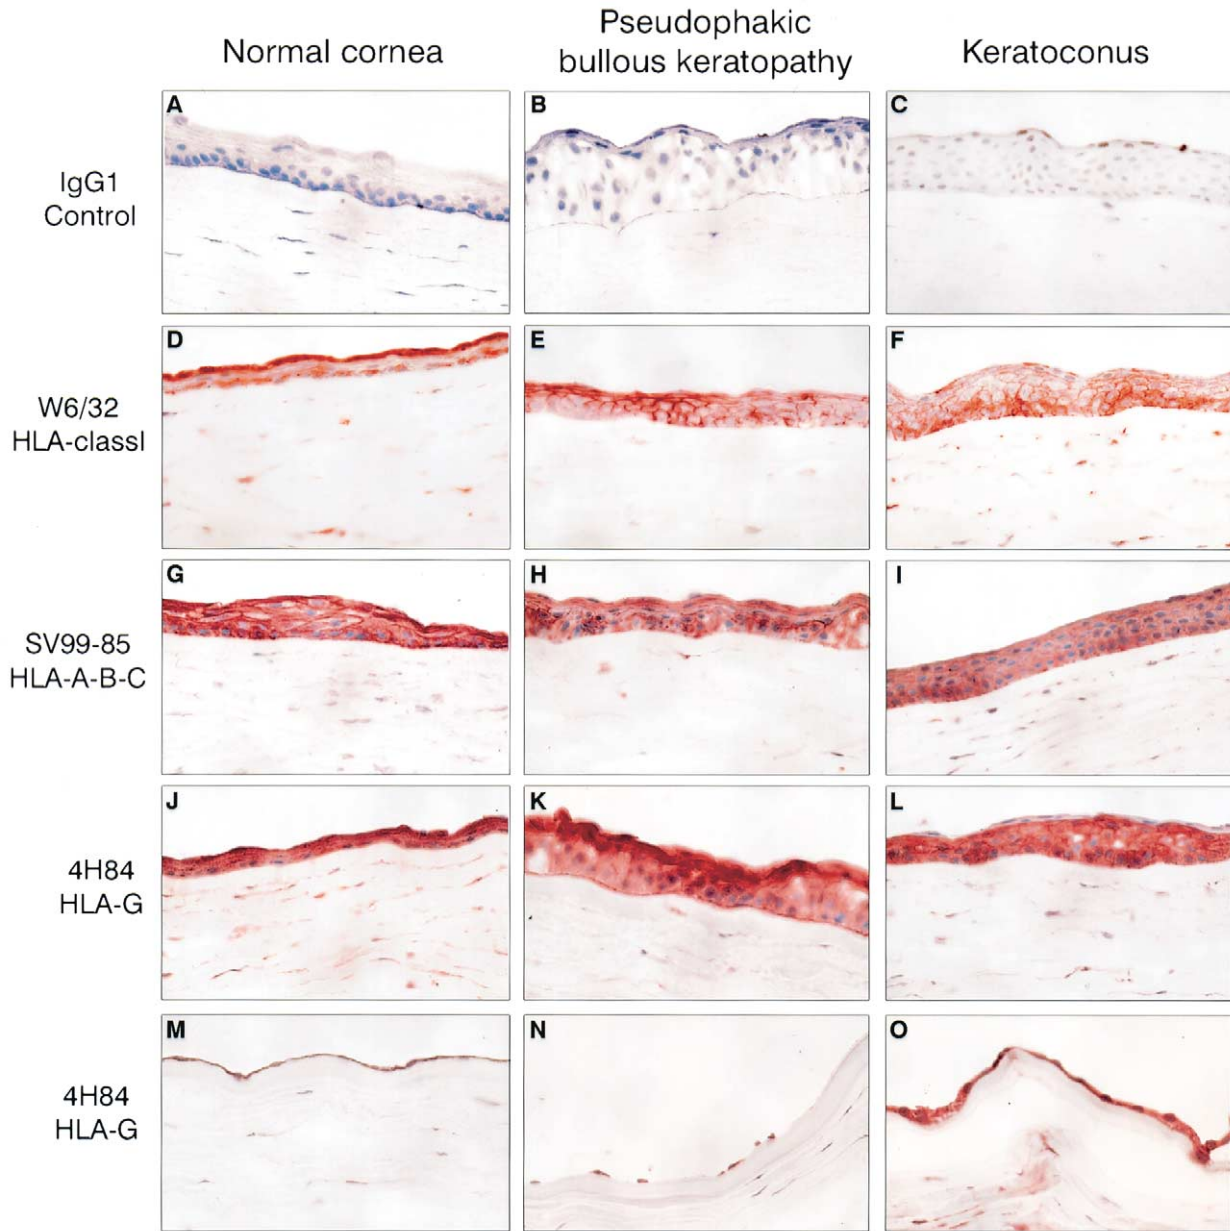 Normal cornea
Pseudophakic
bullous keratopathy
Keratoconus
IgG1
Control
A
B
C
W6/32
HLA-classI
D
E
F
SV99-85
HLA-A-B-C
G
H
I
4H84
HLA-G
J
K
L
4H84
HLA-G
M
N
O